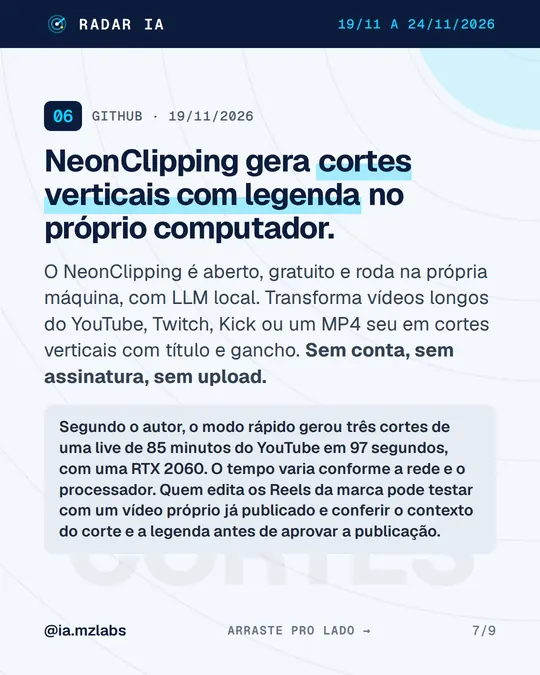 RADAR IA
19/11 A 24/11/2026
06
GITHUB · 19/11/2026
NeonClipping gera cortes
verticais com legenda no
próprio computador.
O NeonClipping é aberto, gratuito e roda na própria
máquina, com LLM local. Transforma vídeos longos
do YouTube, Twitch, Kick ou um MP4 seu em cortes
verticais com título e gancho. Sem conta, sem
assinatura, sem upload.
Segundo o autor, o modo rápido gerou três cortes de
uma live de 85 minutos do YouTube em 97 segundos,
com uma RTX 2060. O tempo varia conforme a rede e o
processador. Quem edita os Reels da marca pode testar
com um vídeo próprio já publicado e conferir o contexto
do corte e a legenda antes de aprovar a publicação.
CORTES
@ia.mzlabs
ARRASTE PRO LADO →
7/9